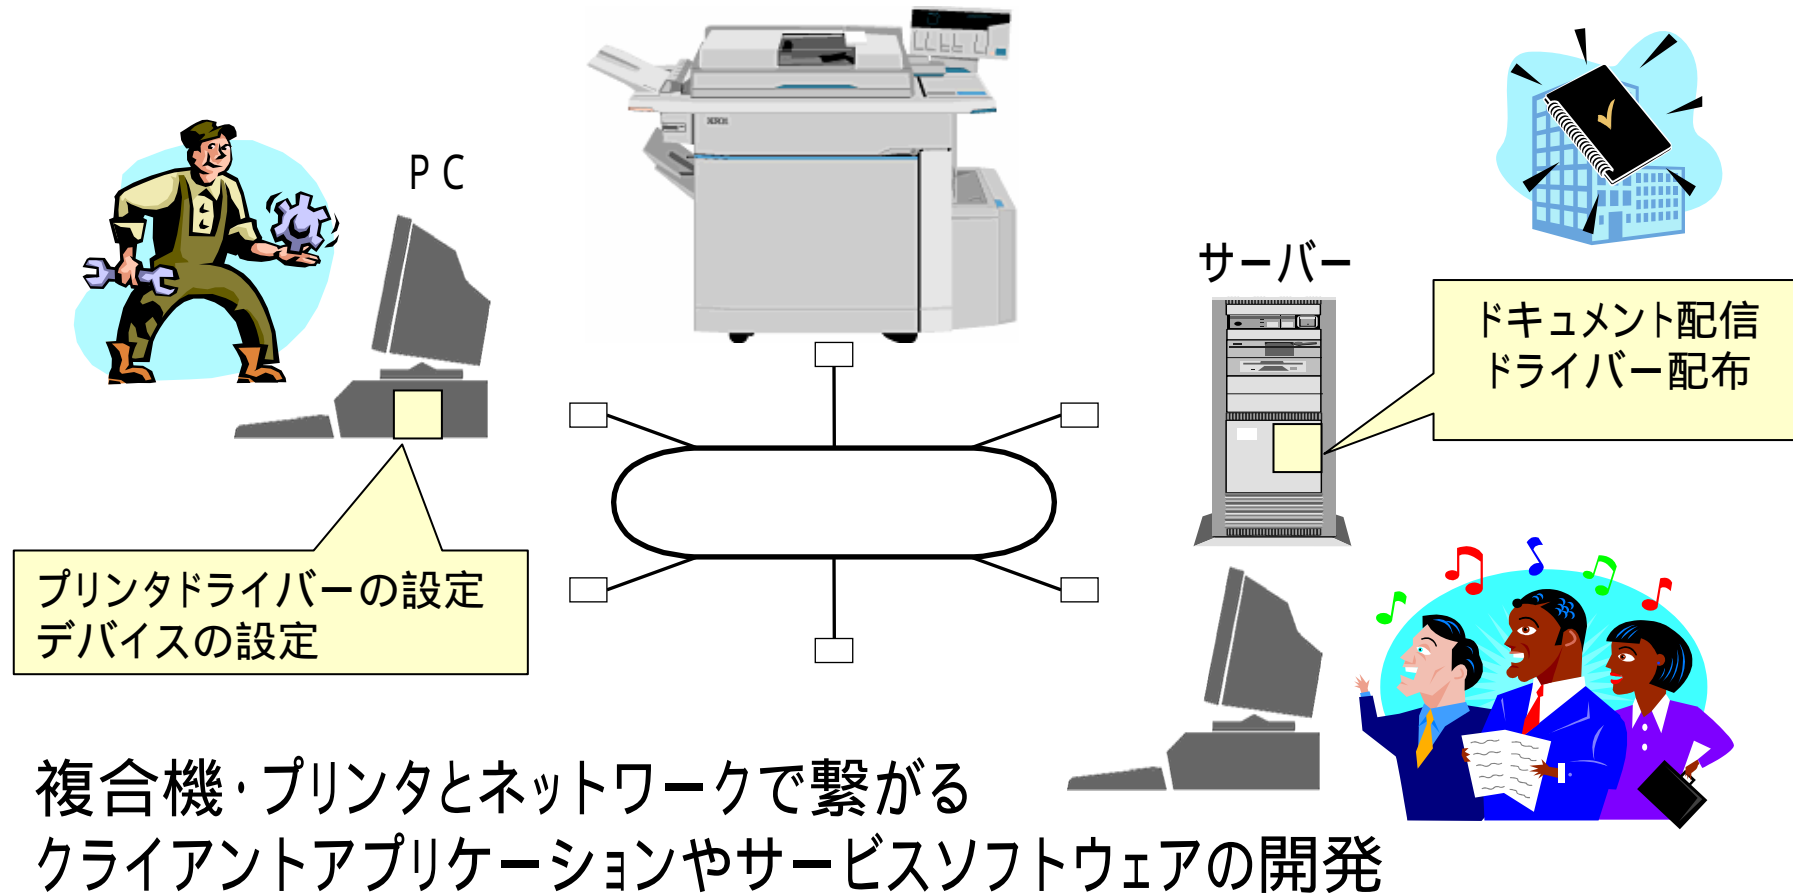 PC
サーバー
ドキュメント配信
ドライバー配布
プリンタドライバーの設定
デバイスの設定
複合機・プリンタとネットワークで繋がる
クライアントアプリケーションやサービスソフトウェアの開発